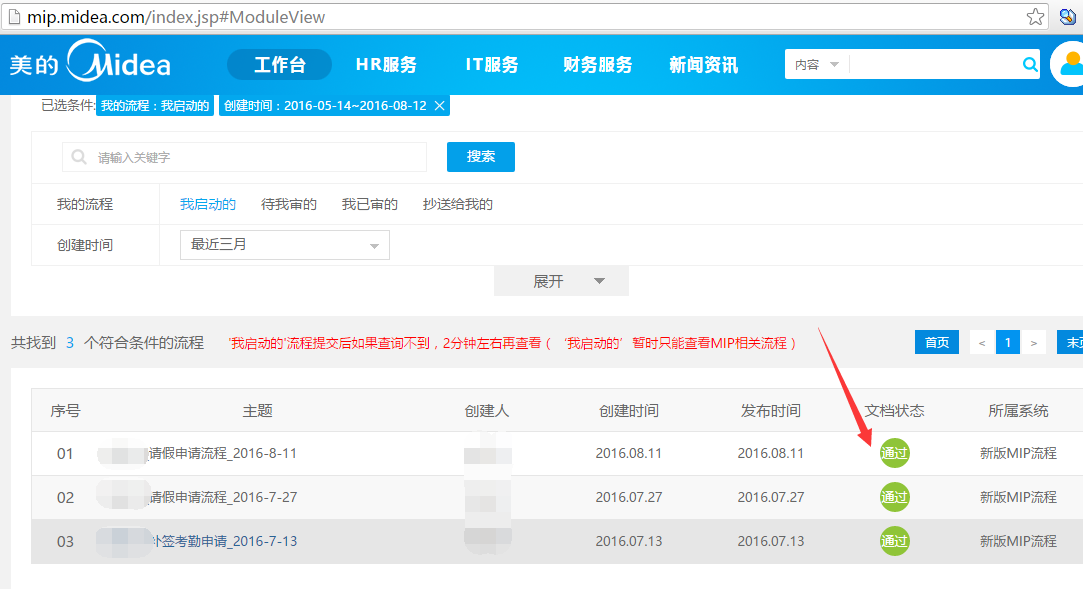 mip.midea.com/index.jsp#ModuleView
美的 Midea 工作台 HR服务 IT服务 财务服务 新闻资讯 内容
已选条件: 我的流程：我启动的 创建时间：2016-05-14~2016-08-12 ×
请输入关键字 搜索
我的流程 我启动的 待我审的 我已审的 抄送给我的
创建时间 最近三月
展开
共找到 3 个符合条件的流程 '我启动的'流程提交后如果查询不到，2分钟左右再查看（ ‘我启动的’ 暂时只能查看MIP相关流程） 首页 < 1 > 末页
序号 主题 创建人 创建时间 发布时间 文档状态 所属系统
01 请假申请流程_2016-8-11 2016.08.11 2016.08.11 通过 新版MIP流程
02 请假申请流程_2016-7-27 2016.07.27 2016.07.27 通过 新版MIP流程
03 补签考勤申请_2016-7-13 2016.07.13 2016.07.13 通过 新版MIP流程